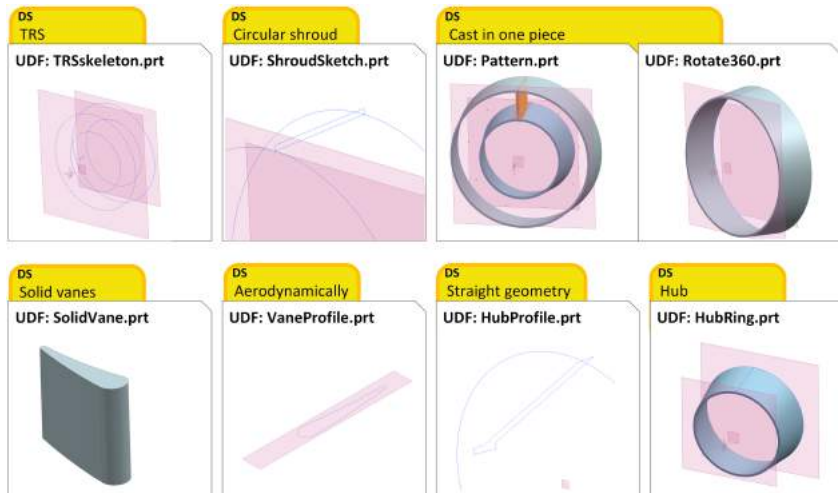 DS
TRS
UDF: TRSskeleton.prt
DS
Circular shroud
UDF: ShroudSketch.prt
DS
Cast in one piece
UDF: Pattern.prt
UDF: Rotate360.prt
DS
Solid vanes
UDF: SolidVane.prt
DS
Aerodynamically
UDF: VaneProfile.prt
DS
Straight geometry
UDF: HubProfile.prt
DS
Hub
UDF: HubRing.prt